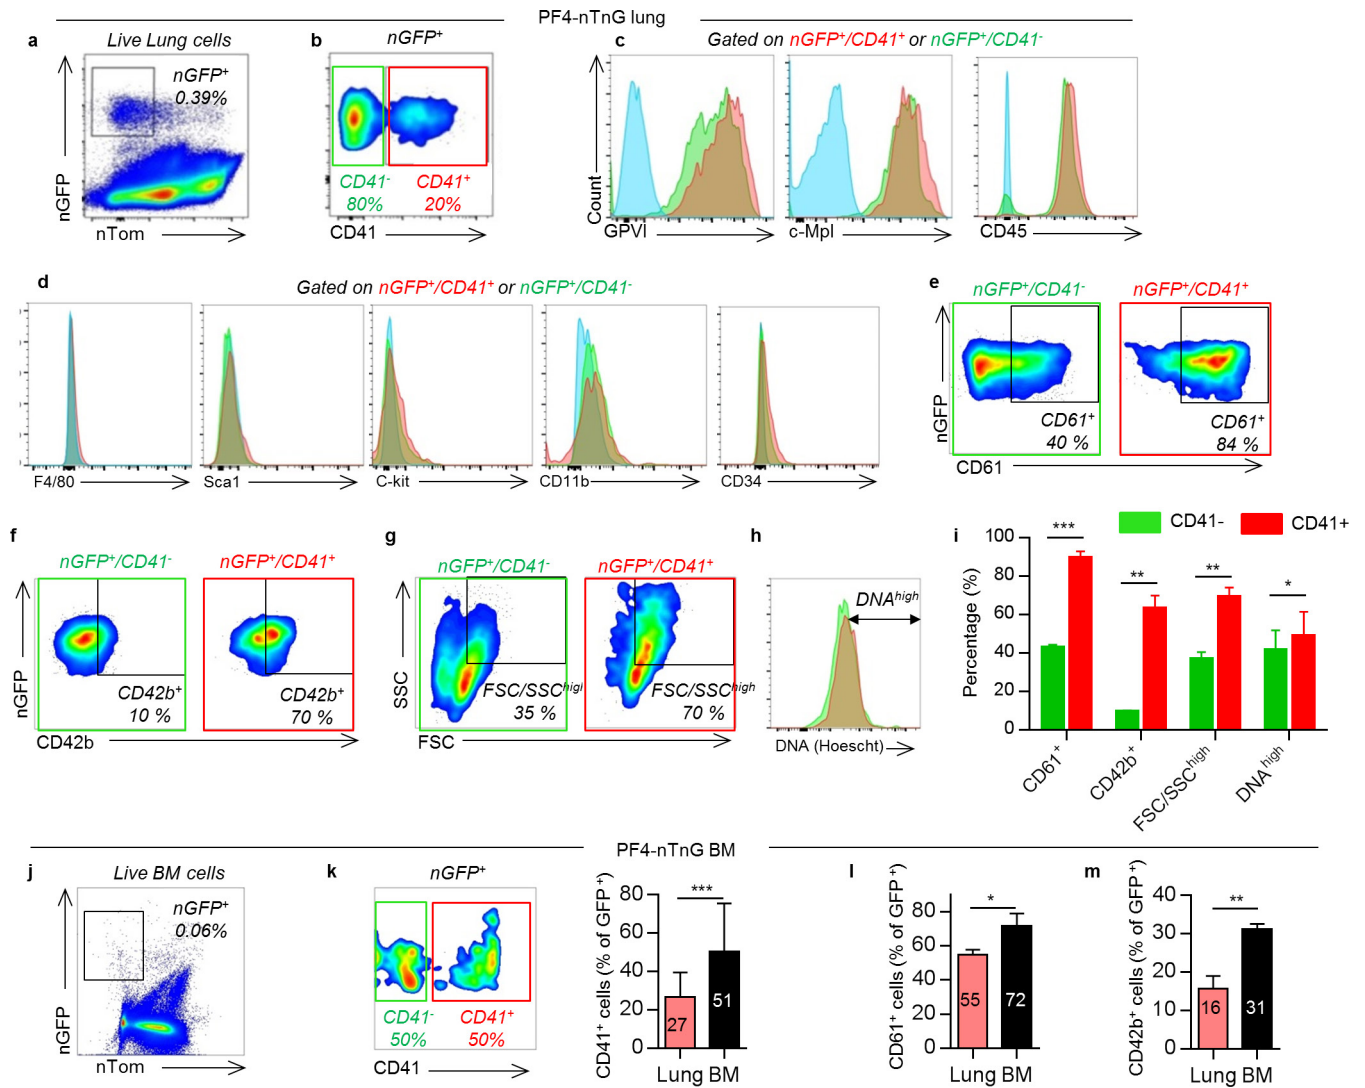 PF4-nTnG lung
a
Live Lung cells
nGFP+
0.39%
nGFP
nTom
b
nGFP+
CD41-
80%
CD41+
20%
CD41
c
Gated on nGFP+/CD41+ or nGFP+/CD41-
Count
GPVI
c-Mpl
CD45
d
Gated on nGFP+/CD41+ or nGFP+/CD41-
F4/80
Sca1
C-kit
CD11b
CD34
e
nGFP+/CD41-
nGFP+/CD41+
nGFP
CD61+
40 %
CD61+
84 %
CD61
f
nGFP+/CD41-
nGFP+/CD41+
nGFP
CD42b+
10 %
CD42b+
70 %
CD42b
g
nGFP+/CD41-
nGFP+/CD41+
SSC
FSC/SSChigl
35 %
FSC/SSChigh
70 %
FSC
h
DNAhigh
DNA (Hoescht)
i
CD41-
CD41+
Percentage (%)
100
80
60
40
20
0
***
**
**
*
CD61+
CD42b+
FSC/SSChigh
DNA high
PF4-nTnG BM
j
Live BM cells
nGFP+
0.06%
nGFP
nTom
k
nGFP+
CD41-
50%
CD41+
50%
CD41
CD41+ cells (% of GFP+)
80
60
40
20
0
***
27
51
Lung BM
l
CD61+ cells (% of GFP+)
80
60
40
20
0
*
55
72
Lung BM
m
CD42b+ cells (% of GFP+)
40
30
20
10
0
**
16
31
Lung BM